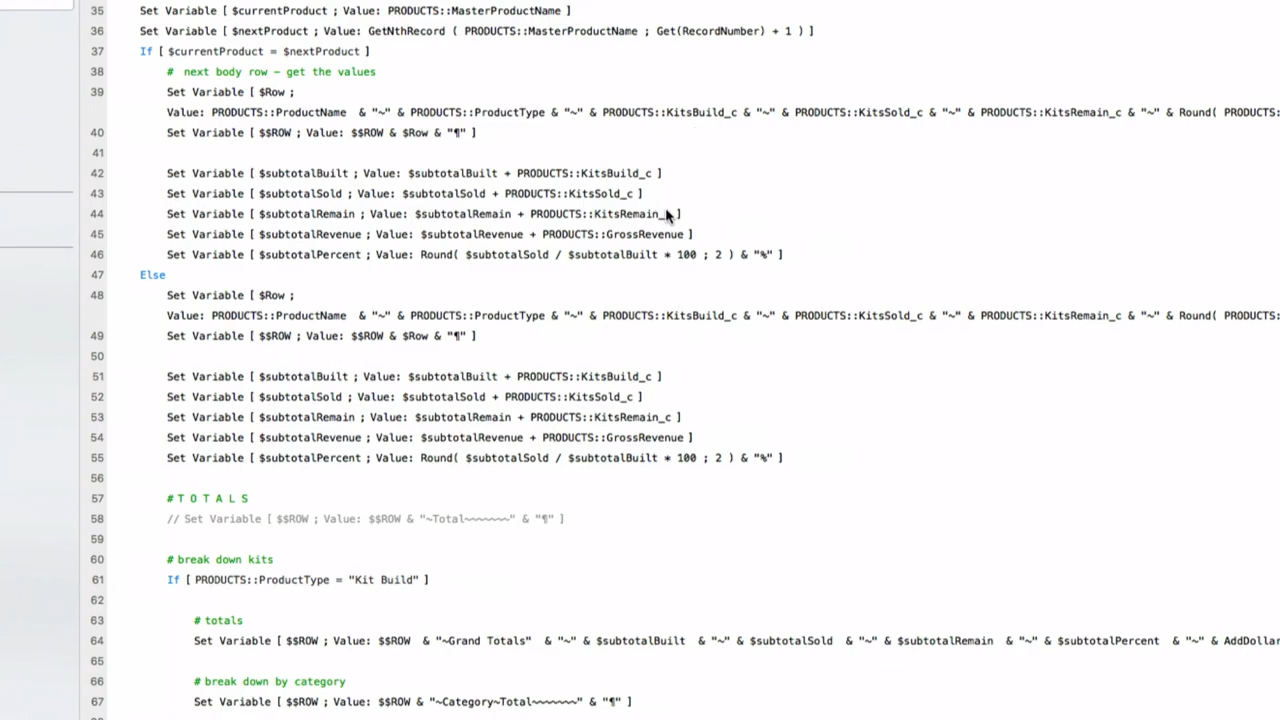 35 Set Variable [ $currentProduct ; Value: PRODUCTS::MasterProductName ]
36 Set Variable [ $nextProduct ; Value: GetNthRecord ( PRODUCTS::MasterProductName ; Get(RecordNumber) + 1 ) ]
37 If [ $currentProduct = $nextProduct ]
38 # next body row – get the values
39 Set Variable [ $Row ;
Value: PRODUCTS::ProductName & "~" & PRODUCTS::ProductType & "~" & PRODUCTS::KitsBuild_c & "~" & PRODUCTS::KitsSold_c & "~" & PRODUCTS::KitsRemain_c & "~" & Round( PRODUCTS:
40 Set Variable [ $$ROW ; Value: $$ROW & $Row & "¶" ]
41
42 Set Variable [ $subtotalBuilt ; Value: $subtotalBuilt + PRODUCTS::KitsBuild_c ]
43 Set Variable [ $subtotalSold ; Value: $subtotalSold + PRODUCTS::KitsSold_c ]
44 Set Variable [ $subtotalRemain ; Value: $subtotalRemain + PRODUCTS::KitsRemain_ ]
45 Set Variable [ $subtotalRevenue ; Value: $subtotalRevenue + PRODUCTS::GrossRevenue ]
46 Set Variable [ $subtotalPercent ; Value: Round( $subtotalSold / $subtotalBuilt * 100 ; 2 ) & "%" ]
47 Else
48 Set Variable [ $Row ;
Value: PRODUCTS::ProductName & "~" & PRODUCTS::ProductType & "~" & PRODUCTS::KitsBuild_c & "~" & PRODUCTS::KitsSold_c & "~" & PRODUCTS::KitsRemain_c & "~" & Round( PRODUCTS:
49 Set Variable [ $$ROW ; Value: $$ROW & $Row & "¶" ]
50
51 Set Variable [ $subtotalBuilt ; Value: $subtotalBuilt + PRODUCTS::KitsBuild_c ]
52 Set Variable [ $subtotalSold ; Value: $subtotalSold + PRODUCTS::KitsSold_c ]
53 Set Variable [ $subtotalRemain ; Value: $subtotalRemain + PRODUCTS::KitsRemain_c ]
54 Set Variable [ $subtotalRevenue ; Value: $subtotalRevenue + PRODUCTS::GrossRevenue ]
55 Set Variable [ $subtotalPercent ; Value: Round( $subtotalSold / $subtotalBuilt * 100 ; 2 ) & "%" ]
56
57 # T O T A L S
58 // Set Variable [ $$ROW ; Value: $$ROW & "~Total~~~~~~~" & "¶" ]
59
60 # break down kits
61 If [ PRODUCTS::ProductType = "Kit Build" ]
62
63 # totals
64 Set Variable [ $$ROW ; Value: $$ROW & "~Grand Totals" & "~" & $subtotalBuilt & "~" & $subtotalSold & "~" & $subtotalRemain & "~" & $subtotalPercent & "~" & AddDollar
65
66 # break down by category
67 Set Variable [ $$ROW ; Value: $$ROW & "~Category~Total~~~~~~~" & "¶" ]